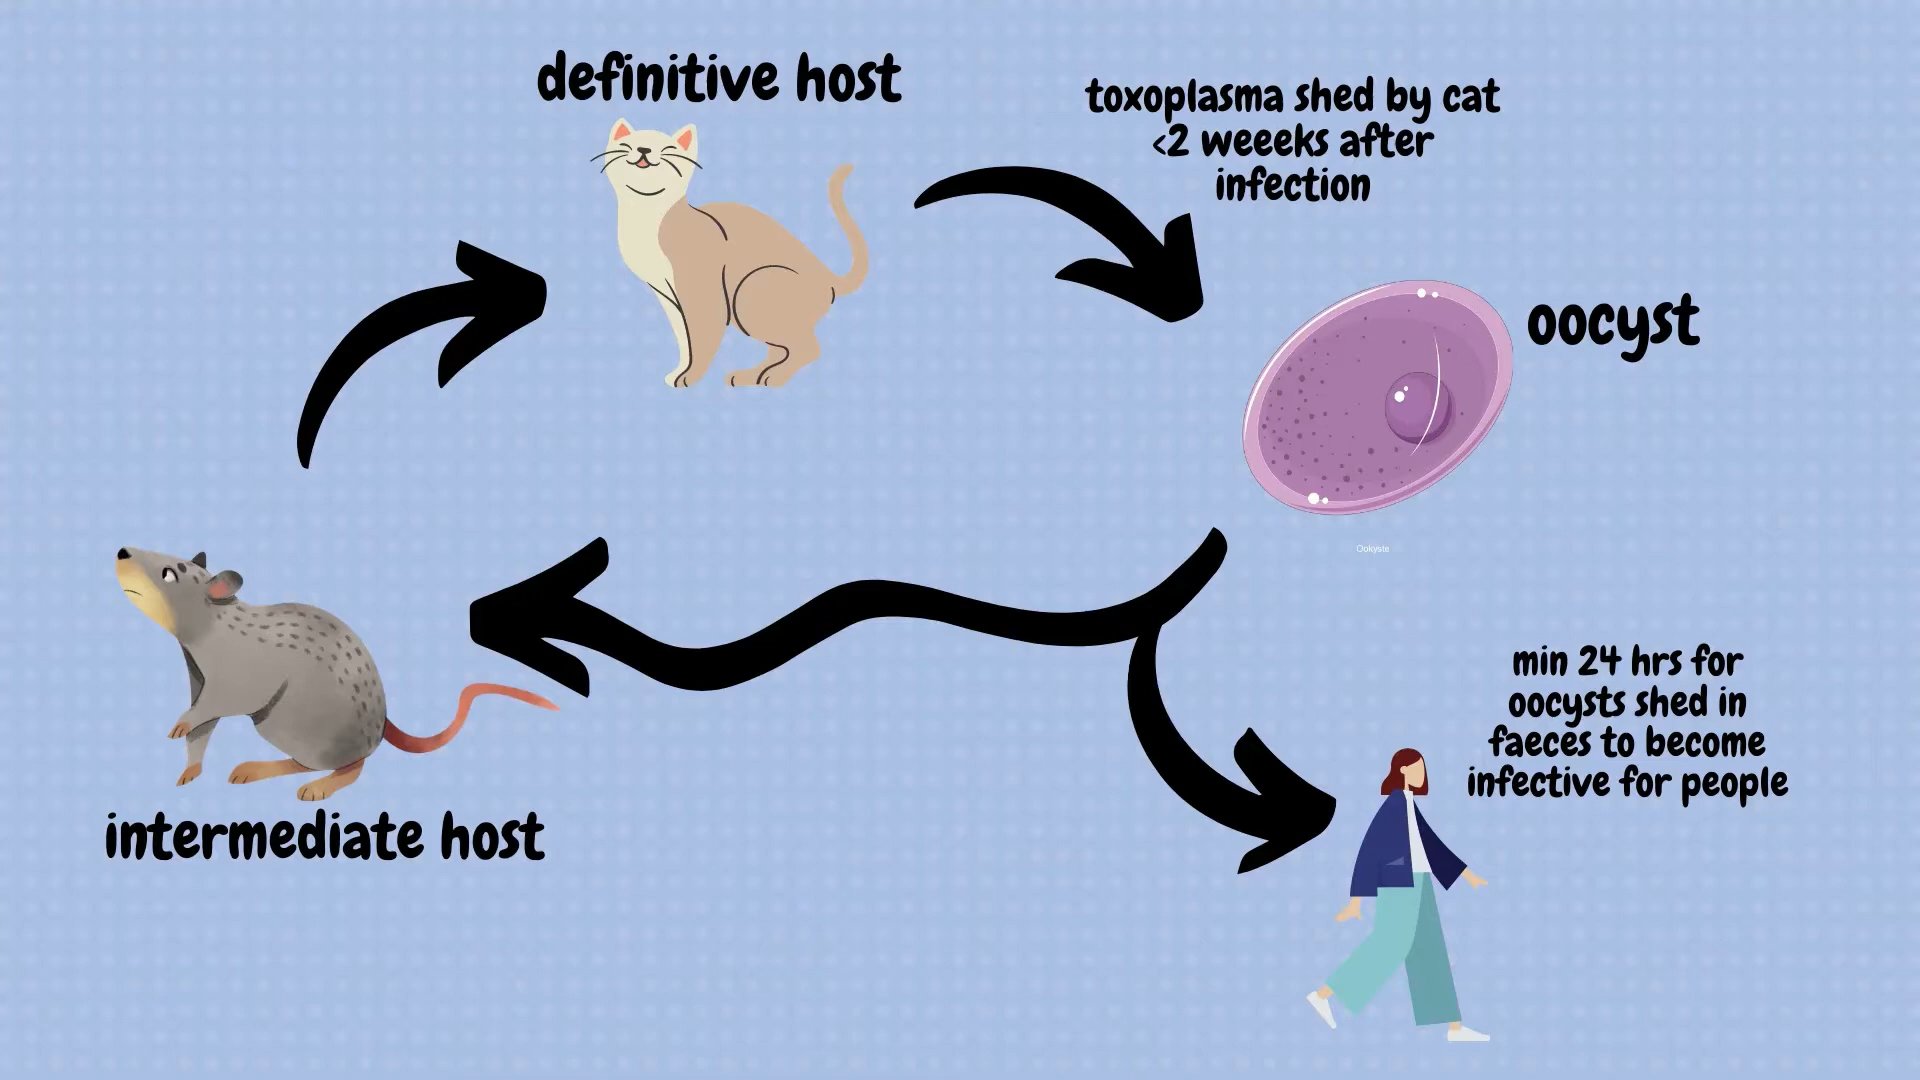 definitive host
toxoplasma shed by cat
<2 weeeks after
infection
oocyst
Ookyste
min 24 hrs for
oocysts shed in
faeces to become
infective for people
intermediate host